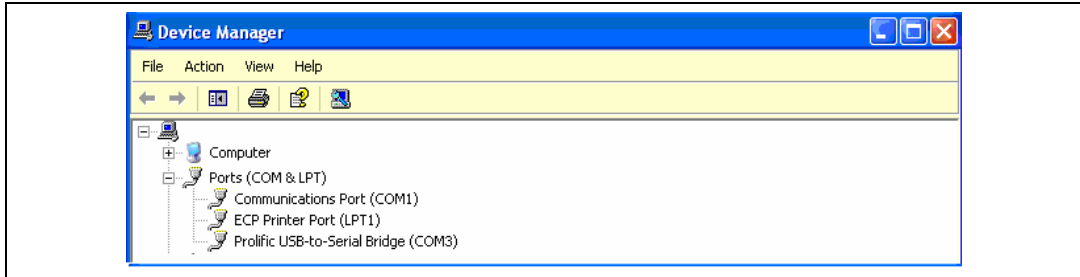 Device Manager
File Action View Help
Computer
Ports (COM & LPT)
Communications Port (COM1)
ECP Printer Port (LPT1)
Prolific USB-to-Serial Bridge (COM3)